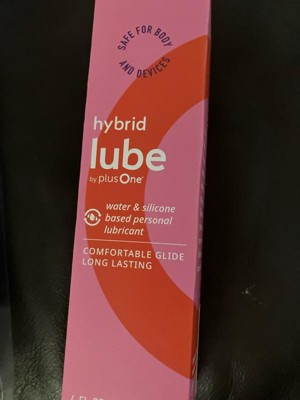 SAFE FOR BODY
AND DEVICES
hybrid
lube
by plusOne
water & silicone
based personal
lubricant
COMFORTABLE GLIDE
LONG LASTING